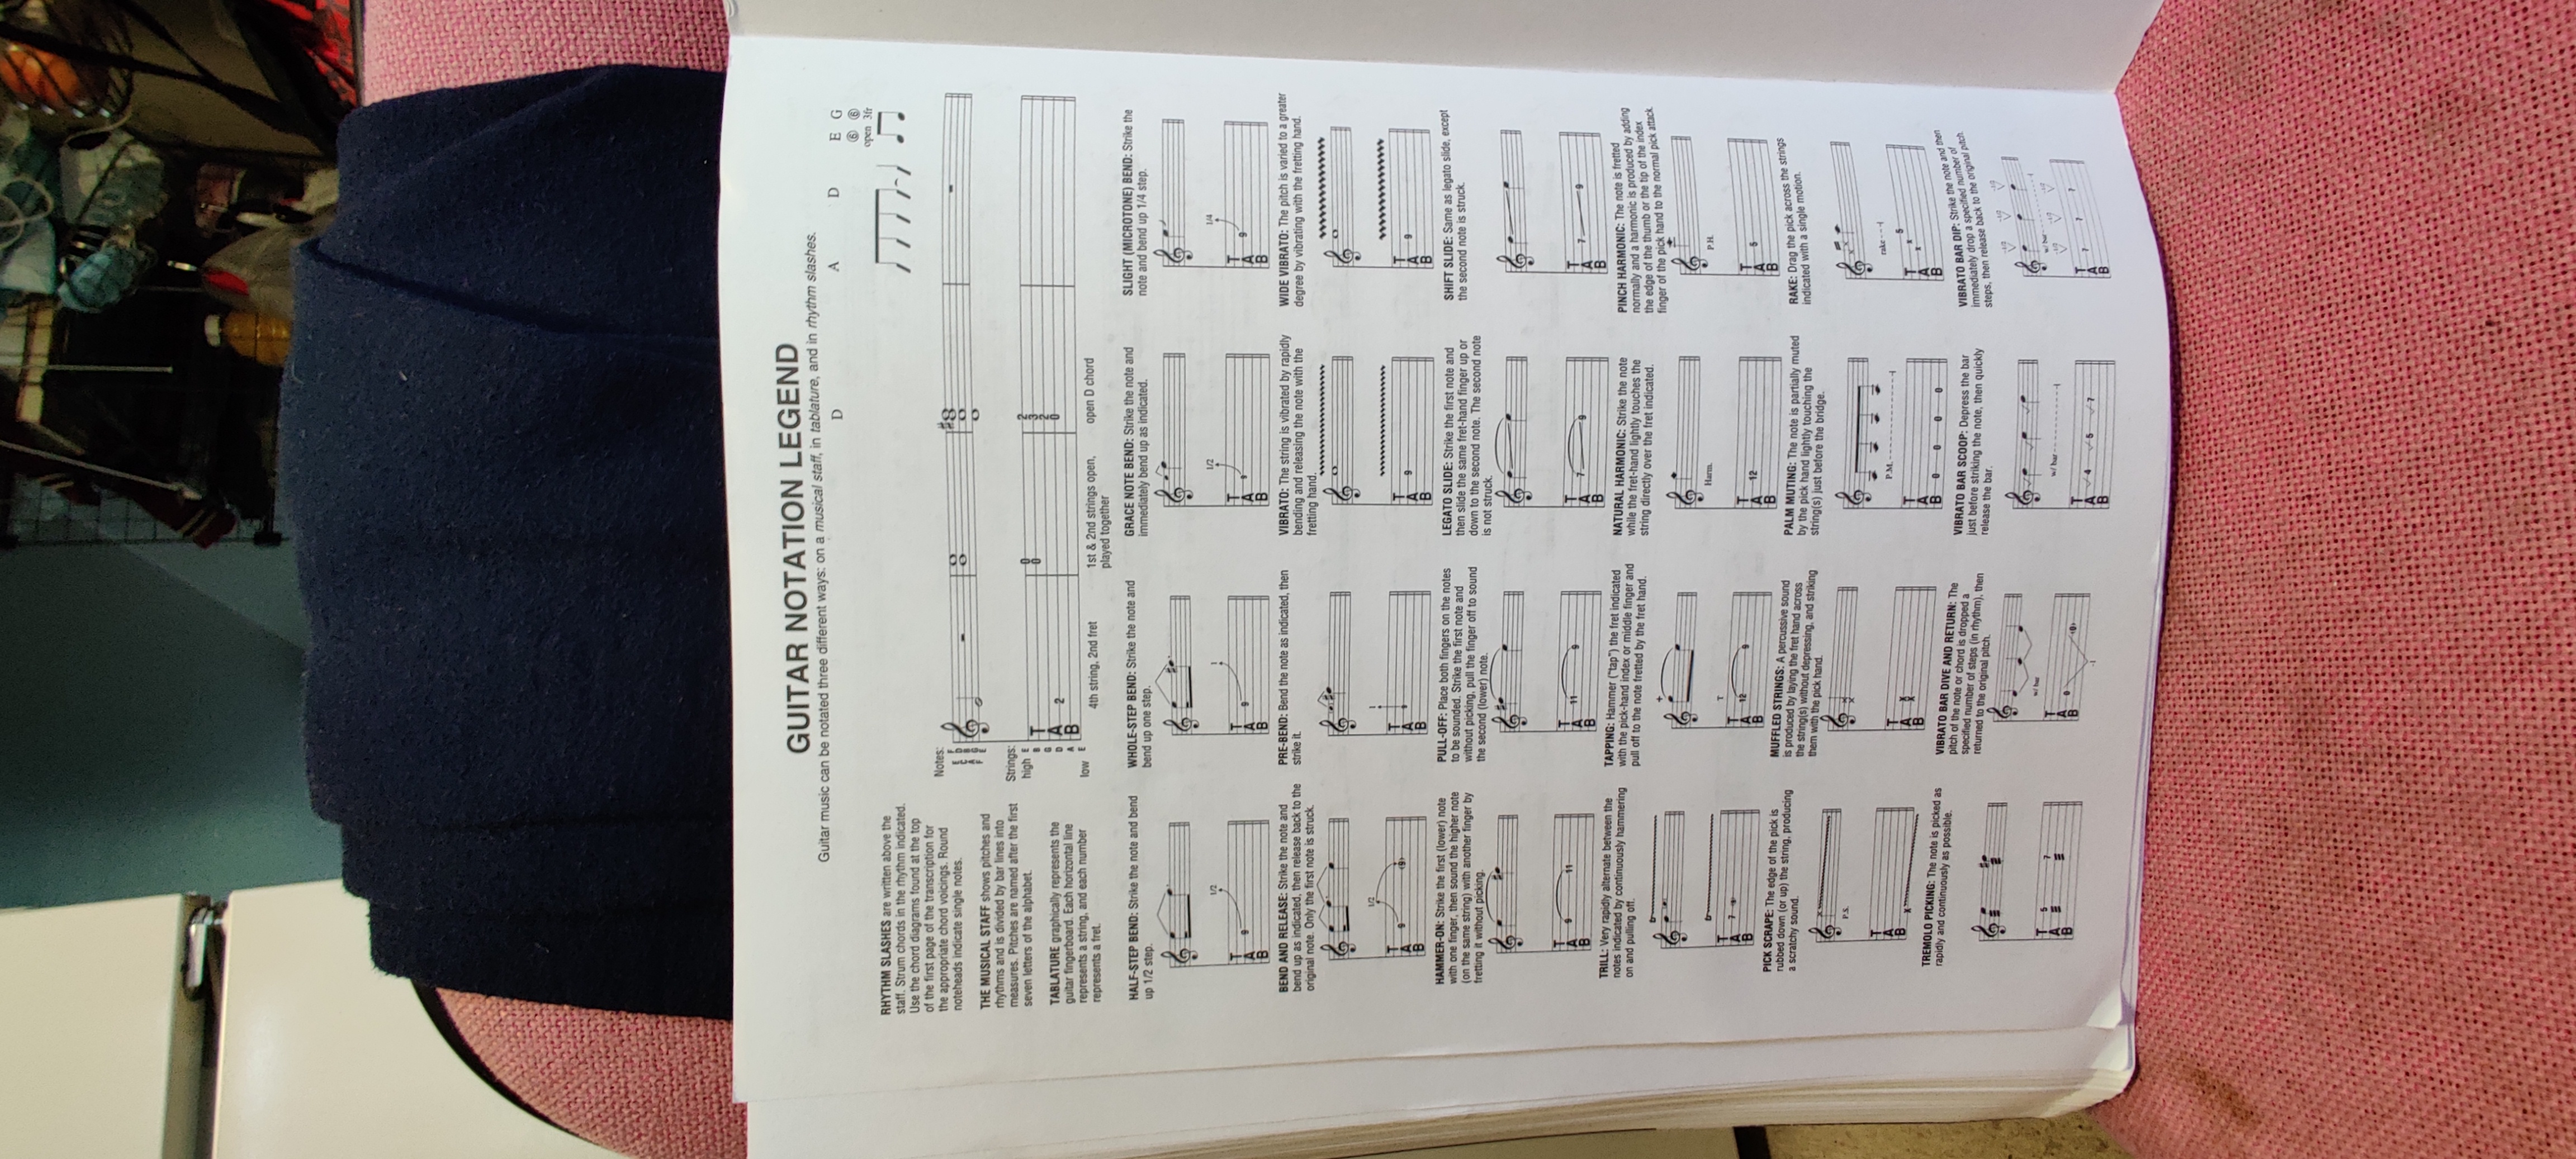 GUITAR NOTATION LEGEND
Guitar music can be notated three different ways: on a musical staff, in tablature, and in rhythm slashes.
D A D E G
6 6
open 3fr
RHYTHM SLASHES are written above the
staff. Strum chords in the rhythm indicated.
Use the chord diagrams found at the top
of the first page of the transcription for
the appropriate chord voicings. Round
noteheads indicate single notes.
THE MUSICAL STAFF shows pitches and
rhythms and is divided by bar lines into
measures. Pitches are named after the first
seven letters of the alphabet.
TABLATURE graphically represents the
guitar fingerboard. Each horizontal line
represents a string, and each number
represents a fret.
Notes:
Strings:
high E
B
G
D
A
low E
T
A
B
2
0
0
2
3
2
0
4th string, 2nd fret
1st & 2nd strings open,
played together
open D chord
HALF-STEP BEND: Strike the note and bend
up 1/2 step.
1/2
T
A
B
9
WHOLE-STEP BEND: Strike the note and
bend up one step.
1
T
A
B
9
GRACE NOTE BEND: Strike the note and
immediately bend up as indicated.
1/2
T
A
B
9
SLIGHT (MICROTONE) BEND: Strike the
note and bend up 1/4 step.
1/4
T
A
B
9
BEND AND RELEASE: Strike the note and
bend up as indicated, then release back to the
original note. Only the first note is struck.
1/2
T
A
B
9 (9)
PRE-BEND: Bend the note as indicated, then
strike it.
1
T
A
B
VIBRATO: The string is vibrated by rapidly
bending and releasing the note with the
fretting hand.
T
A
B
9
WIDE VIBRATO: The pitch is varied to a greater
degree by vibrating with the fretting hand.
T
A
B
9
HAMMER-ON: Strike the first (lower) note
with one finger, then sound the higher note
(on the same string) with another finger by
fretting it without picking.
T
A
B
9 11
PULL-OFF: Place both fingers on the notes
to be sounded. Strike the first note and
without picking, pull the finger off to sound
the second (lower) note.
T
A
B
11 9
LEGATO SLIDE: Strike the first note and
then slide the same fret-hand finger up or
down to the second note. The second note
is not struck.
T
A
B
7 9
SHIFT SLIDE: Same as legato slide, except
the second note is struck.
T
A
B
7 9
TRILL: Very rapidly alternate between the
notes indicated by continuously hammering
on and pulling off.
tr
tr
T
A
B
7
TAPPING: Hammer ("tap") the fret indicated
with the pick-hand index or middle finger and
pull off to the note fretted by the fret hand.
+
T
T
A
B
12 9
NATURAL HARMONIC: Strike the note
while the fret-hand lightly touches the
string directly over the fret indicated.
Harm.
T
A
B
12
PINCH HARMONIC: The note is fretted
normally and a harmonic is produced by adding
the edge of the thumb or the tip of the index
finger of the pick hand to the normal pick attack.
P.H.
T
A
B
5
PICK SCRAPE: The edge of the pick is
rubbed down (or up) the string, producing
a scratchy sound.
P.S.
T
A
B
x
MUFFLED STRINGS: A percussive sound
is produced by laying the fret hand across
the string(s) without depressing, and striking
them with the pick hand.
T
A
B
x
x
PALM MUTING: The note is partially muted
by the pick hand lightly touching the
string(s) just before the bridge.
P.M.
T
A
B
0 0 0 0
RAKE: Drag the pick across the strings
indicated with a single motion.
rake
T
A
B
x x 5
TREMOLO PICKING: The note is picked as
rapidly and continuously as possible.
T
A
B
5 7
VIBRATO BAR DIVE AND RETURN: The
pitch of the note or chord is dropped a
specified number of steps (in rhythm), then
returned to the original pitch.
w/ bar
T
A
B
0 (0)
-1
VIBRATO BAR SCOOP: Depress the bar
just before striking the note, then quickly
release the bar.
w/ bar
T
A
B
4 5 7
VIBRATO BAR DIP: Strike the note and then
immediately drop a specified number of
steps, then release back to the original pitch.
-1/2 -1/2 -1/2
w/ bar
-1/2 -1/2 -1/2
T
A
B
7 7 7